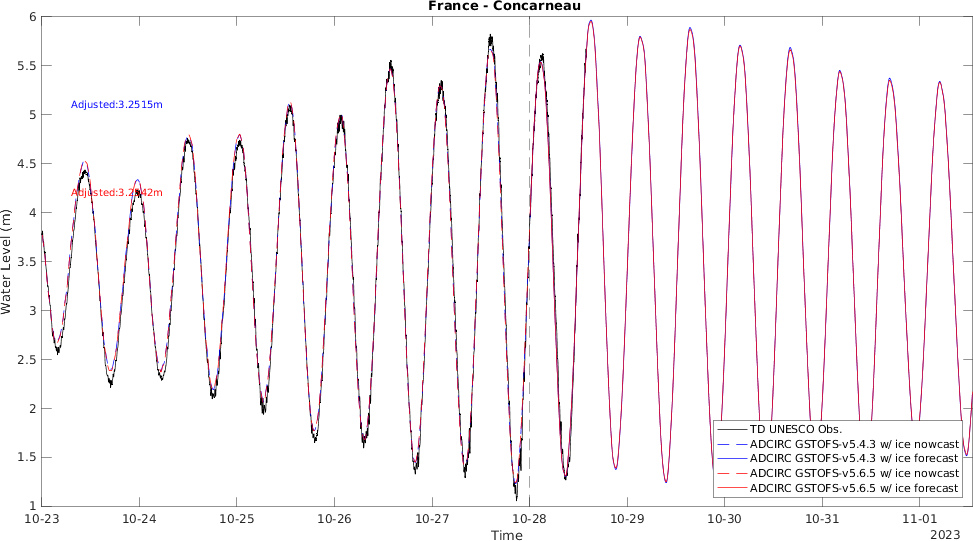 France - Concarneau
6
5.5
5
4.5
4
3.5
3
2.5
2
1.5
1
Water Level (m)
Adjusted:3.2515m
TD UNESCO Obs.
ADCIRC GSTOFS-v5.4.3 w/ ice nowcast
ADCIRC GSTOFS-v5.4.3 w/ ice forecast
ADCIRC GSTOFS-v5.6.5 w/ ice nowcast
ADCIRC GSTOFS-v5.6.5 w/ ice forecast
10-23
10-24
10-25
10-26
10-27
10-28
10-29
10-30
10-31
11-01
Time
2023